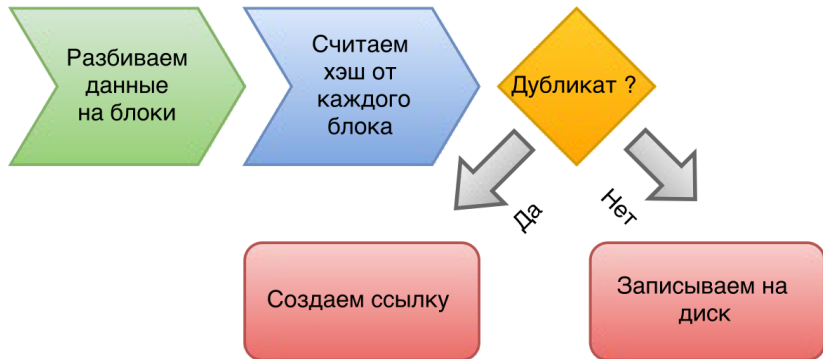 Разбиваем
данные
на блоки
Считаем
хэш от
каждого
блока
Дубликат ?
Да
Нет
Создаем ссылку
Записываем на
диск